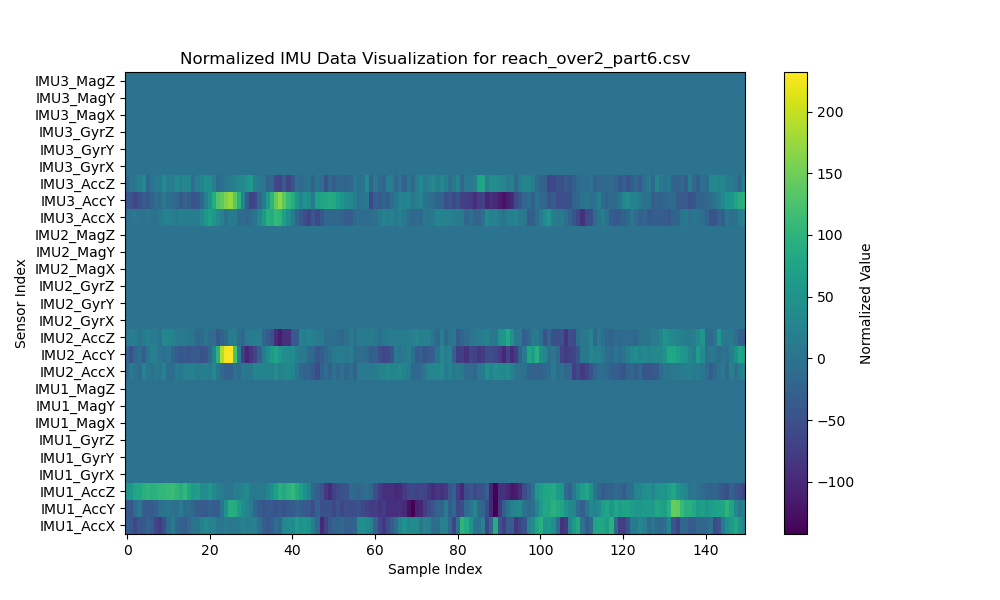 Normalized IMU Data Visualization for reach_over2_part6.csv
IMU3_MagZ
IMU3_MagY
IMU3_MagX
IMU3_GyrZ
IMU3_GyrY
IMU3_GyrX
IMU3_AccZ
IMU3_AccY
IMU3_AccX
IMU2_MagZ
IMU2_MagY
IMU2_MagX
IMU2_GyrZ
IMU2_GyrY
IMU2_GyrX
IMU2_AccZ
IMU2_AccY
IMU2_AccX
IMU1_MagZ
IMU1_MagY
IMU1_MagX
IMU1_GyrZ
IMU1_GyrY
IMU1_GyrX
IMU1_AccZ
IMU1_AccY
IMU1_AccX
Sensor Index
0 20 40 60 80 100 120 140
Sample Index
200
150
100
50
0
−50
−100
Normalized Value